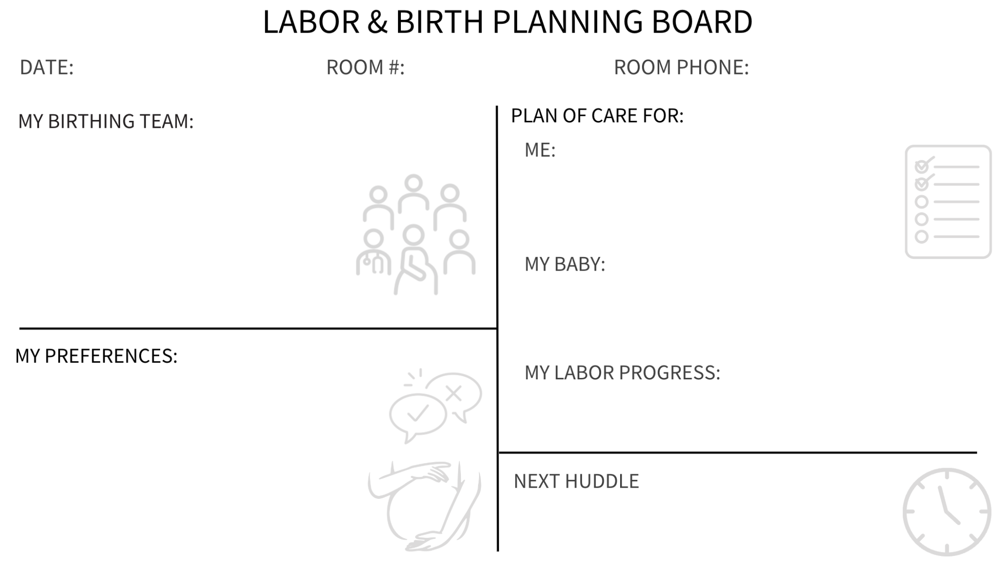 LABOR & BIRTH PLANNING BOARD
DATE: ROOM #: ROOM PHONE:
MY BIRTHING TEAM:
PLAN OF CARE FOR:
ME:
MY BABY:
MY PREFERENCES:
MY LABOR PROGRESS:
NEXT HUDDLE